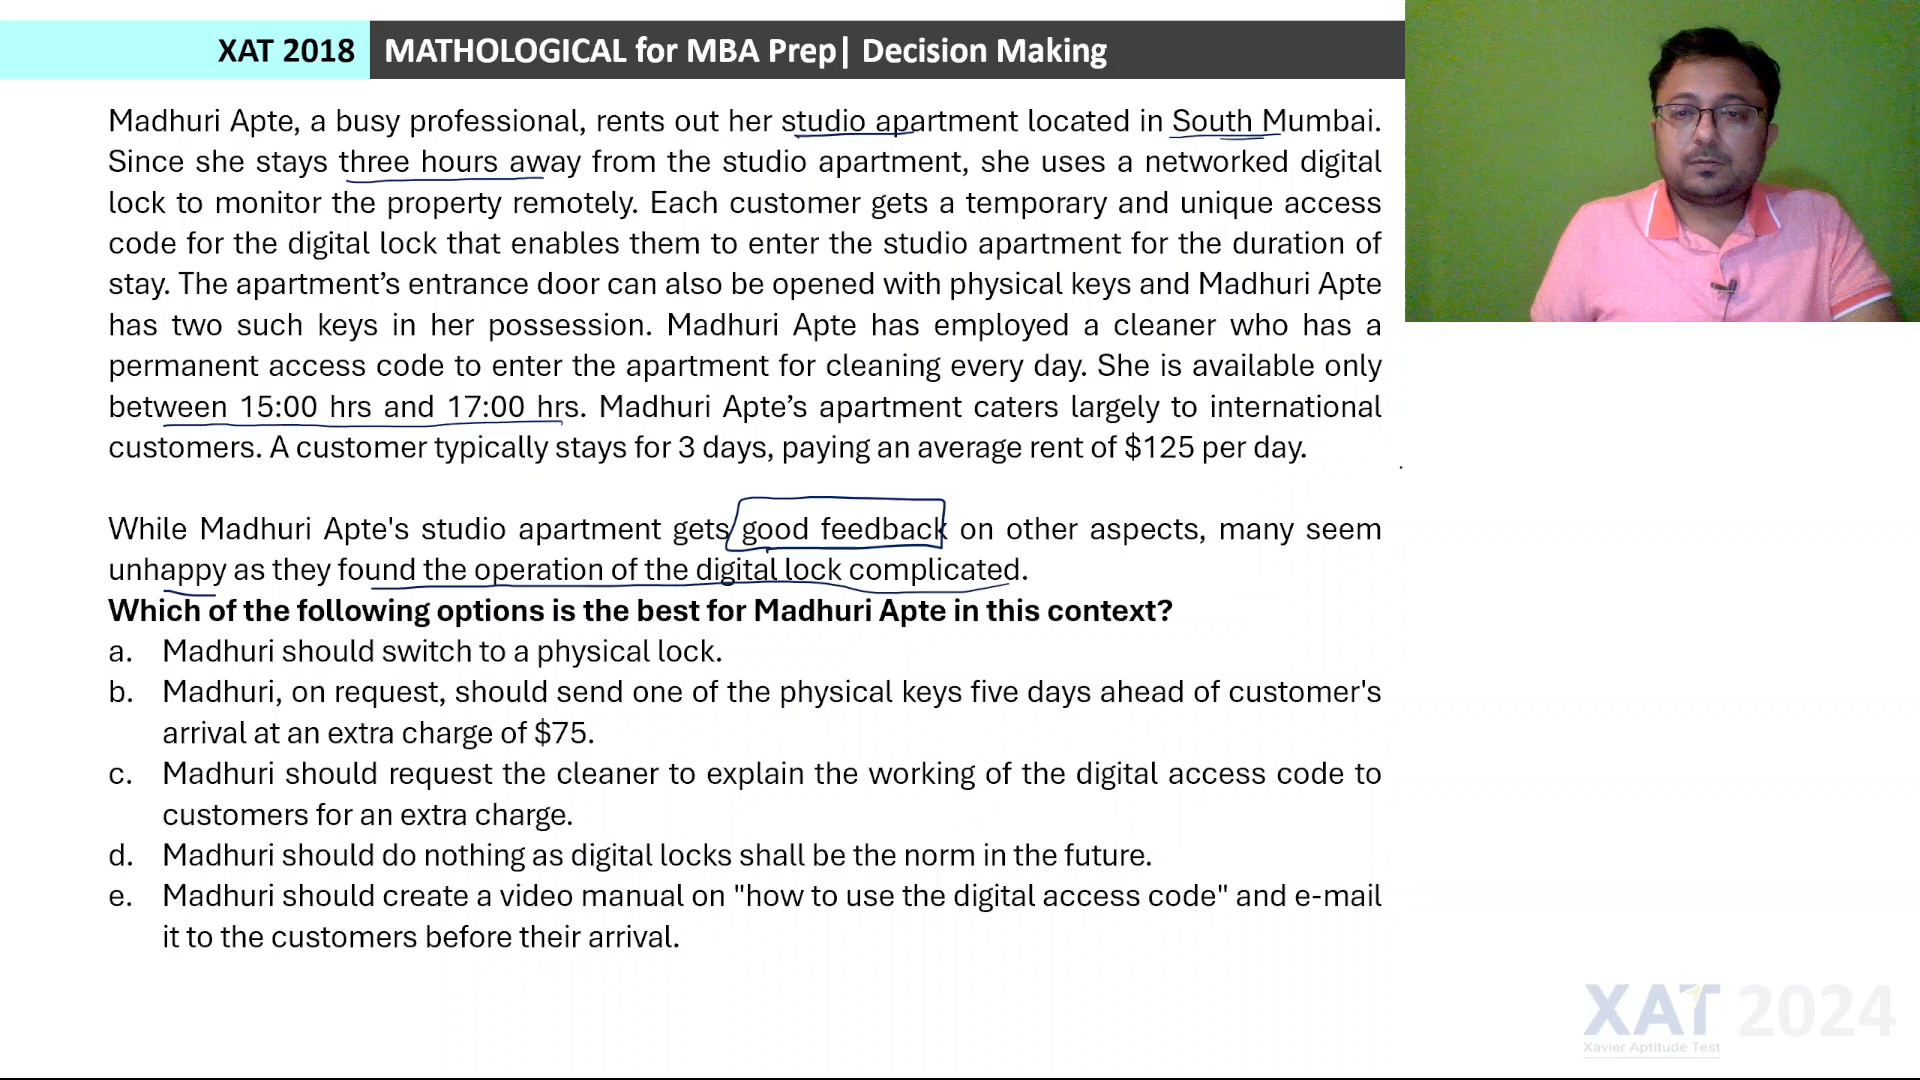 XAT 2018 MATHOLOGICAL for MBA Prep| Decision Making
Madhuri Apte, a busy professional, rents out her studio apartment located in South Mumbai.
Since she stays three hours away from the studio apartment, she uses a networked digital
lock to monitor the property remotely. Each customer gets a temporary and unique access
code for the digital lock that enables them to enter the studio apartment for the duration of
stay. The apartment’s entrance door can also be opened with physical keys and Madhuri Apte
has two such keys in her possession. Madhuri Apte has employed a cleaner who has a
permanent access code to enter the apartment for cleaning every day. She is available only
between 15:00 hrs and 17:00 hrs. Madhuri Apte’s apartment caters largely to international
customers. A customer typically stays for 3 days, paying an average rent of $125 per day.
While Madhuri Apte's studio apartment gets good feedback on other aspects, many seem
unhappy as they found the operation of the digital lock complicated.
Which of the following options is the best for Madhuri Apte in this context?
a. Madhuri should switch to a physical lock.
b. Madhuri, on request, should send one of the physical keys five days ahead of customer's
arrival at an extra charge of $75.
c. Madhuri should request the cleaner to explain the working of the digital access code to
customers for an extra charge.
d. Madhuri should do nothing as digital locks shall be the norm in the future.
e. Madhuri should create a video manual on "how to use the digital access code" and e-mail
it to the customers before their arrival.
XAT 2024
Xavier Aptitude Test